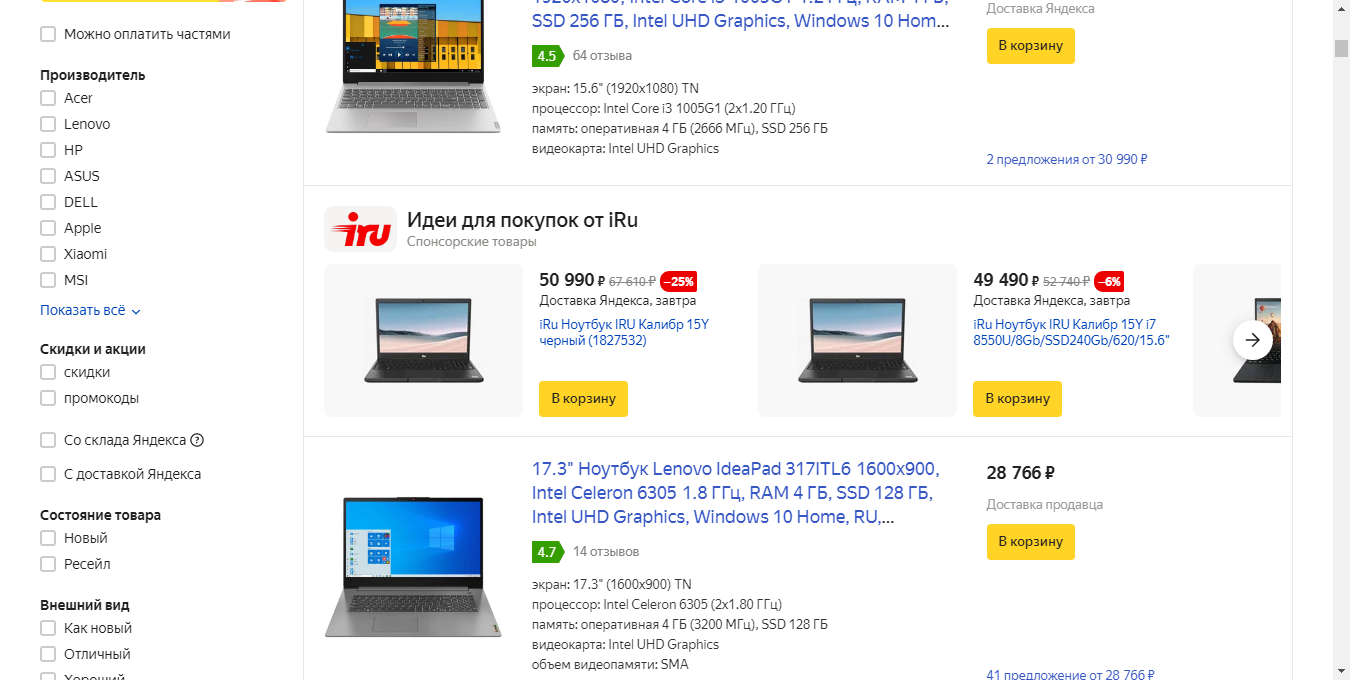 Можно оплатить частями
Производитель
Acer
Lenovo
HP
ASUS
DELL
Apple
Xiaomi
MSI
Показать всё
Скидки и акции
скидки
промокоды
Со склада Яндекса ?
С доставкой Яндекса
Состояние товара
Новый
Ресейл
Внешний вид
Как новый
Отличный
Хороший
SSD 256 ГБ, Intel UHD Graphics, Windows 10 Hom...
4.5 64 отзыва
экран: 15.6" (1920x1080) TN
процессор: Intel Core i3 1005G1 (2x1.20 ГГц)
память: оперативная 4 ГБ (2666 МГц), SSD 256 ГБ
видеокарта: Intel UHD Graphics
Доставка Яндекса
В корзину
2 предложения от 30 990 ₽
iru
Идеи для покупок от iRu
Спонсорские товары
50 990 ₽ 67 610 ₽ –25%
Доставка Яндекса, завтра
iRu Ноутбук IRU Калибр 15Y
черный (1827532)
В корзину
49 490 ₽ 52 740 ₽ –6%
Доставка Яндекса, завтра
iRu Ноутбук IRU Калибр 15Y i7
8550U/8Gb/SSD240Gb/620/15.6"
В корзину
17.3" Ноутбук Lenovo IdeaPad 317ITL6 1600x900,
Intel Celeron 6305 1.8 ГГц, RAM 4 ГБ, SSD 128 ГБ,
Intel UHD Graphics, Windows 10 Home, RU,...
4.7 14 отзывов
экран: 17.3" (1600x900) TN
процессор: Intel Celeron 6305 (2x1.80 ГГц)
память: оперативная 4 ГБ (3200 МГц), SSD 128 ГБ
видеокарта: Intel UHD Graphics
объем видеопамяти: SMA
28 766 ₽
Доставка продавца
В корзину
41 предложение от 28 766 ₽